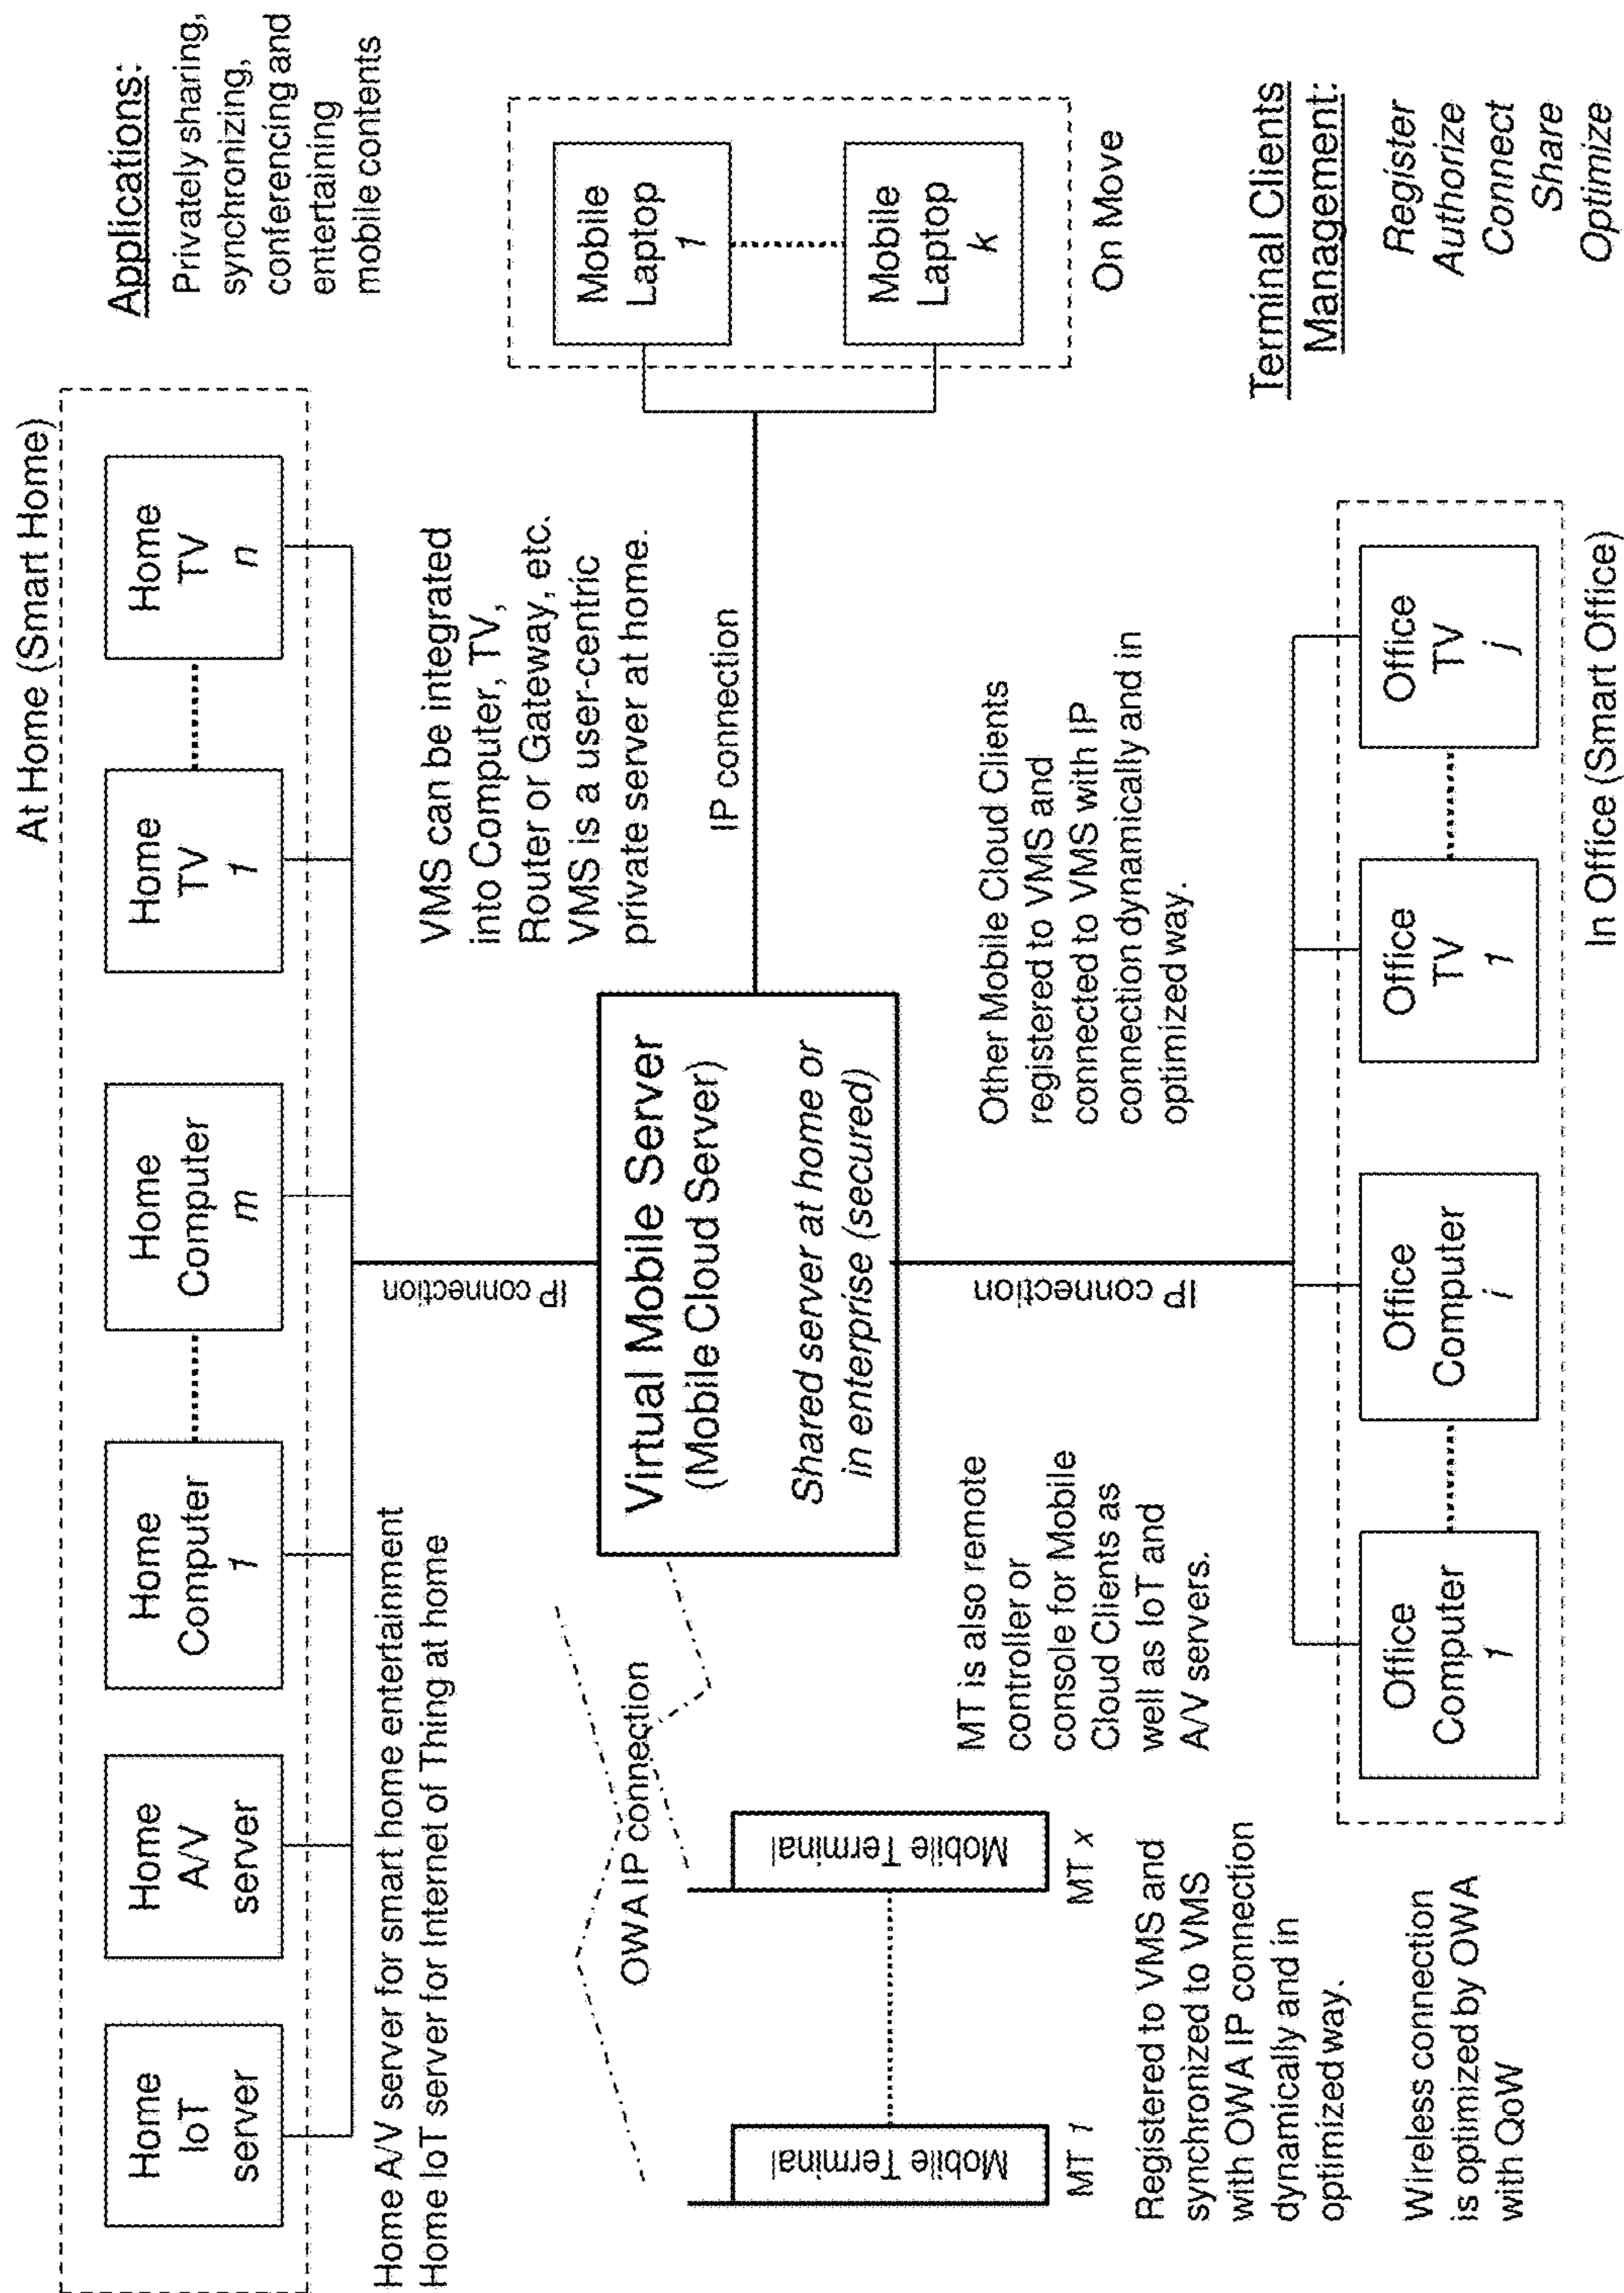 At Home (Smart Home)
Home
IoT
server
Home
A/V
server
Home
Computer
1
Home
Computer
m
Home
TV
1
Home
TV
n
Applications:
Privately sharing,
synchronizing,
conferencing and
entertaining
mobile contents
Home A/V server for smart home entertainment
Home IoT server for Internet of Thing at home
IP connection
VMS can be integrated
into Computer, TV,
Router or Gateway, etc.
VMS is a user-centric
private server at home.
OWA IP connection
Virtual Mobile Server
(Mobile Cloud Server)
Shared server at home or
in enterprise (secured)
IP connection
Mobile
Laptop
1
Mobile
Laptop
k
On Move
Mobile Terminal
MT 1
Mobile Terminal
MT x
MT is also remote
controller or
console for Mobile
Cloud Clients as
well as IoT and
A/V servers.
IP connection
Other Mobile Cloud Clients
registered to VMS and
connected to VMS with IP
connection dynamically and in
optimized way.
Registered to VMS and
synchronized to VMS
with OWA IP connection
dynamically and in
optimized way.
Wireless connection
is optimized by OWA
with QoW
Office
Computer
1
Office
Computer
i
Office
TV
1
Office
TV
j
In Office (Smart Office)
Terminal Clients
Management:
Register
Authorize
Connect
Share
Optimize